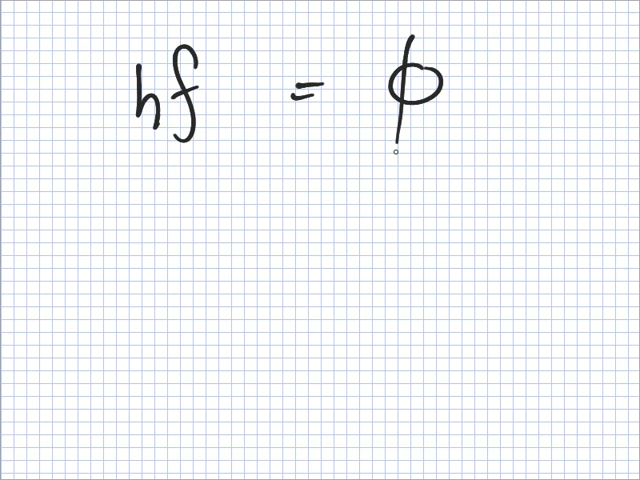 hf = ϕ